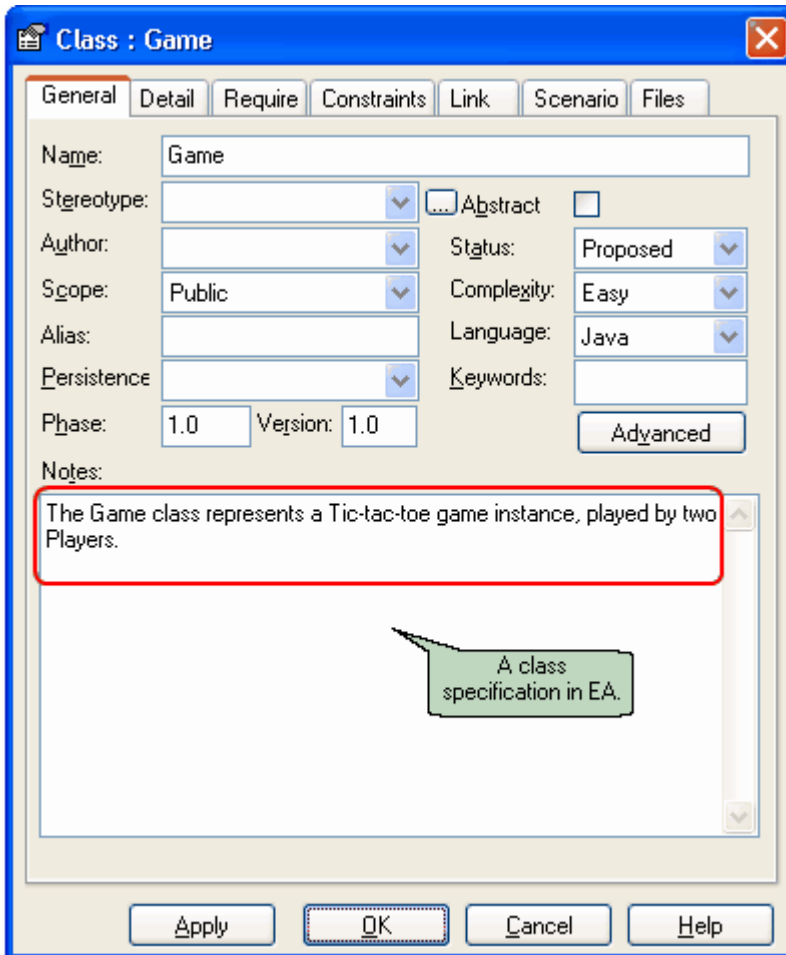 Class : Game
General Detail Require Constraints Link Scenario Files
Name: Game
Stereotype: ... Abstract
Author: Status: Proposed
Scope: Public Complexity: Easy
Alias: Language: Java
Persistence Keywords:
Phase: 1.0 Version: 1.0 Advanced
Notes:
The Game class represents a Tic-tac-toe game instance, played by two
Players.
A class
specification in EA.
Apply OK Cancel Help